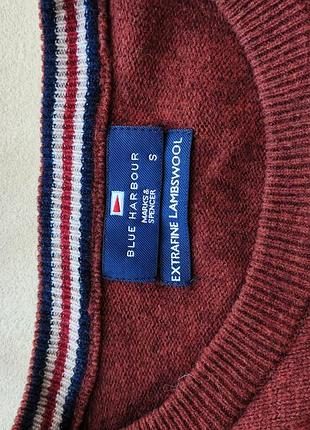 BLUE HARBOUR
MARKS &
SPENCER
S
EXTRAFINE LAMBSWOOL